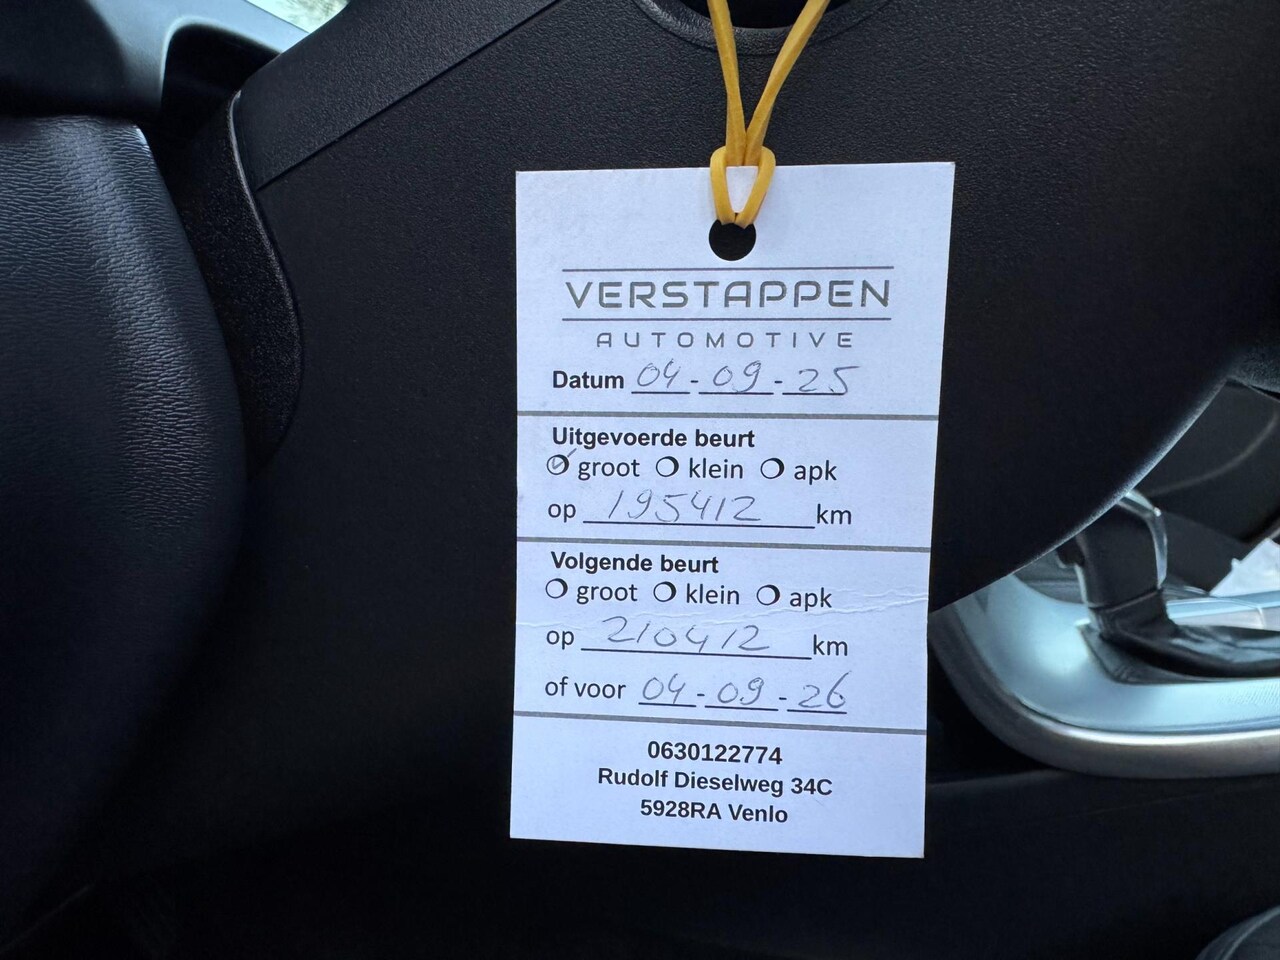 VERSTAPPEN
AUTOMOTIVE
Datum 04-09-25
Uitgevoerde beurt
groot klein apk
op 195412 km
Volgende beurt
groot klein apk
op 210412 km
of voor 04-09-26
0630122774
Rudolf Dieselweg 34C
5928RA Venlo